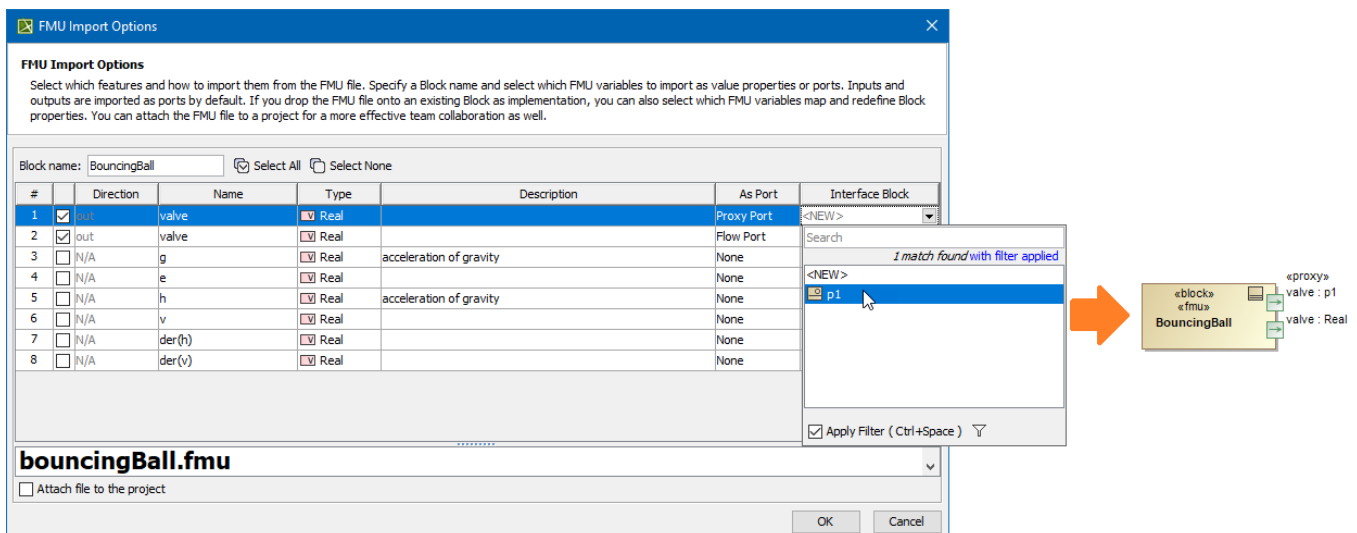 FMU Import Options
FMU Import Options
Select which features and how to import them from the FMU file. Specify a Block name and select which FMU variables to import as value properties or ports. Inputs and
outputs are imported as ports by default. If you drop the FMU file onto an existing Block as implementation, you can also select which FMU variables map and redefine Block
properties. You can attach the FMU file to a project for a more effective team collaboration as well.
Block name: BouncingBall Select All Select None
# Direction Name Type Description As Port Interface Block
1 out valve V Real Proxy Port <NEW>
2 out valve V Real Flow Port
3 N/A g V Real acceleration of gravity None
4 N/A e V Real None
5 N/A h V Real acceleration of gravity None
6 N/A v V Real None
7 N/A der(h) V Real None
8 N/A der(v) V Real None
Search
1 match found with filter applied
<NEW>
p1
Apply Filter ( Ctrl+Space )
bouncingBall.fmu
Attach file to the project
OK Cancel
«block»
«fmu»
BouncingBall
«proxy»
valve : p1
valve : Real